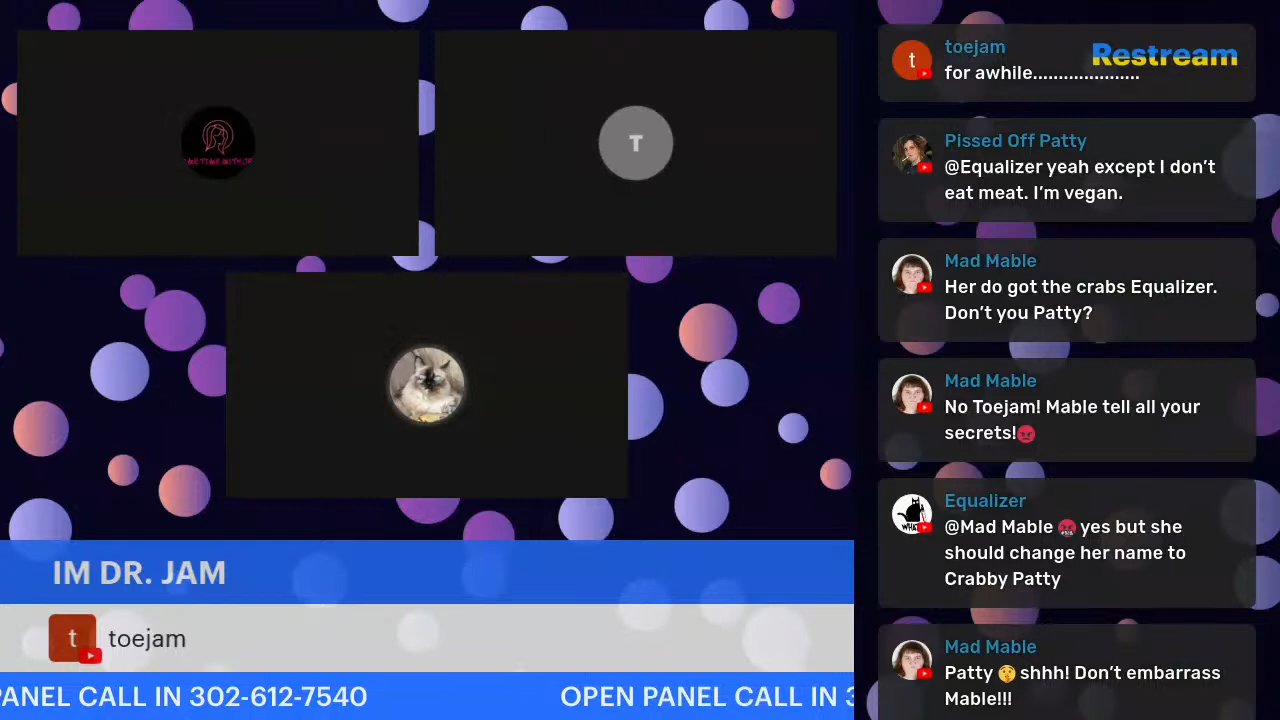 T
IM DR. JAM
t
toejam
PANEL CALL IN 302-612-7540
OPEN PANEL CALL IN 3
Restream
t
toejam
for awhile.....................
Pissed Off Patty
@Equalizer yeah except I don’t
eat meat. I’m vegan.
Mad Mable
Her do got the crabs Equalizer.
Don’t you Patty?
Mad Mable
No Toejam! Mable tell all your
secrets!😡
Equalizer
@Mad Mable 🤬 yes but she
should change her name to
Crabby Patty
Mad Mable
Patty 🤫 shhh! Don’t embarrass
Mable!!!